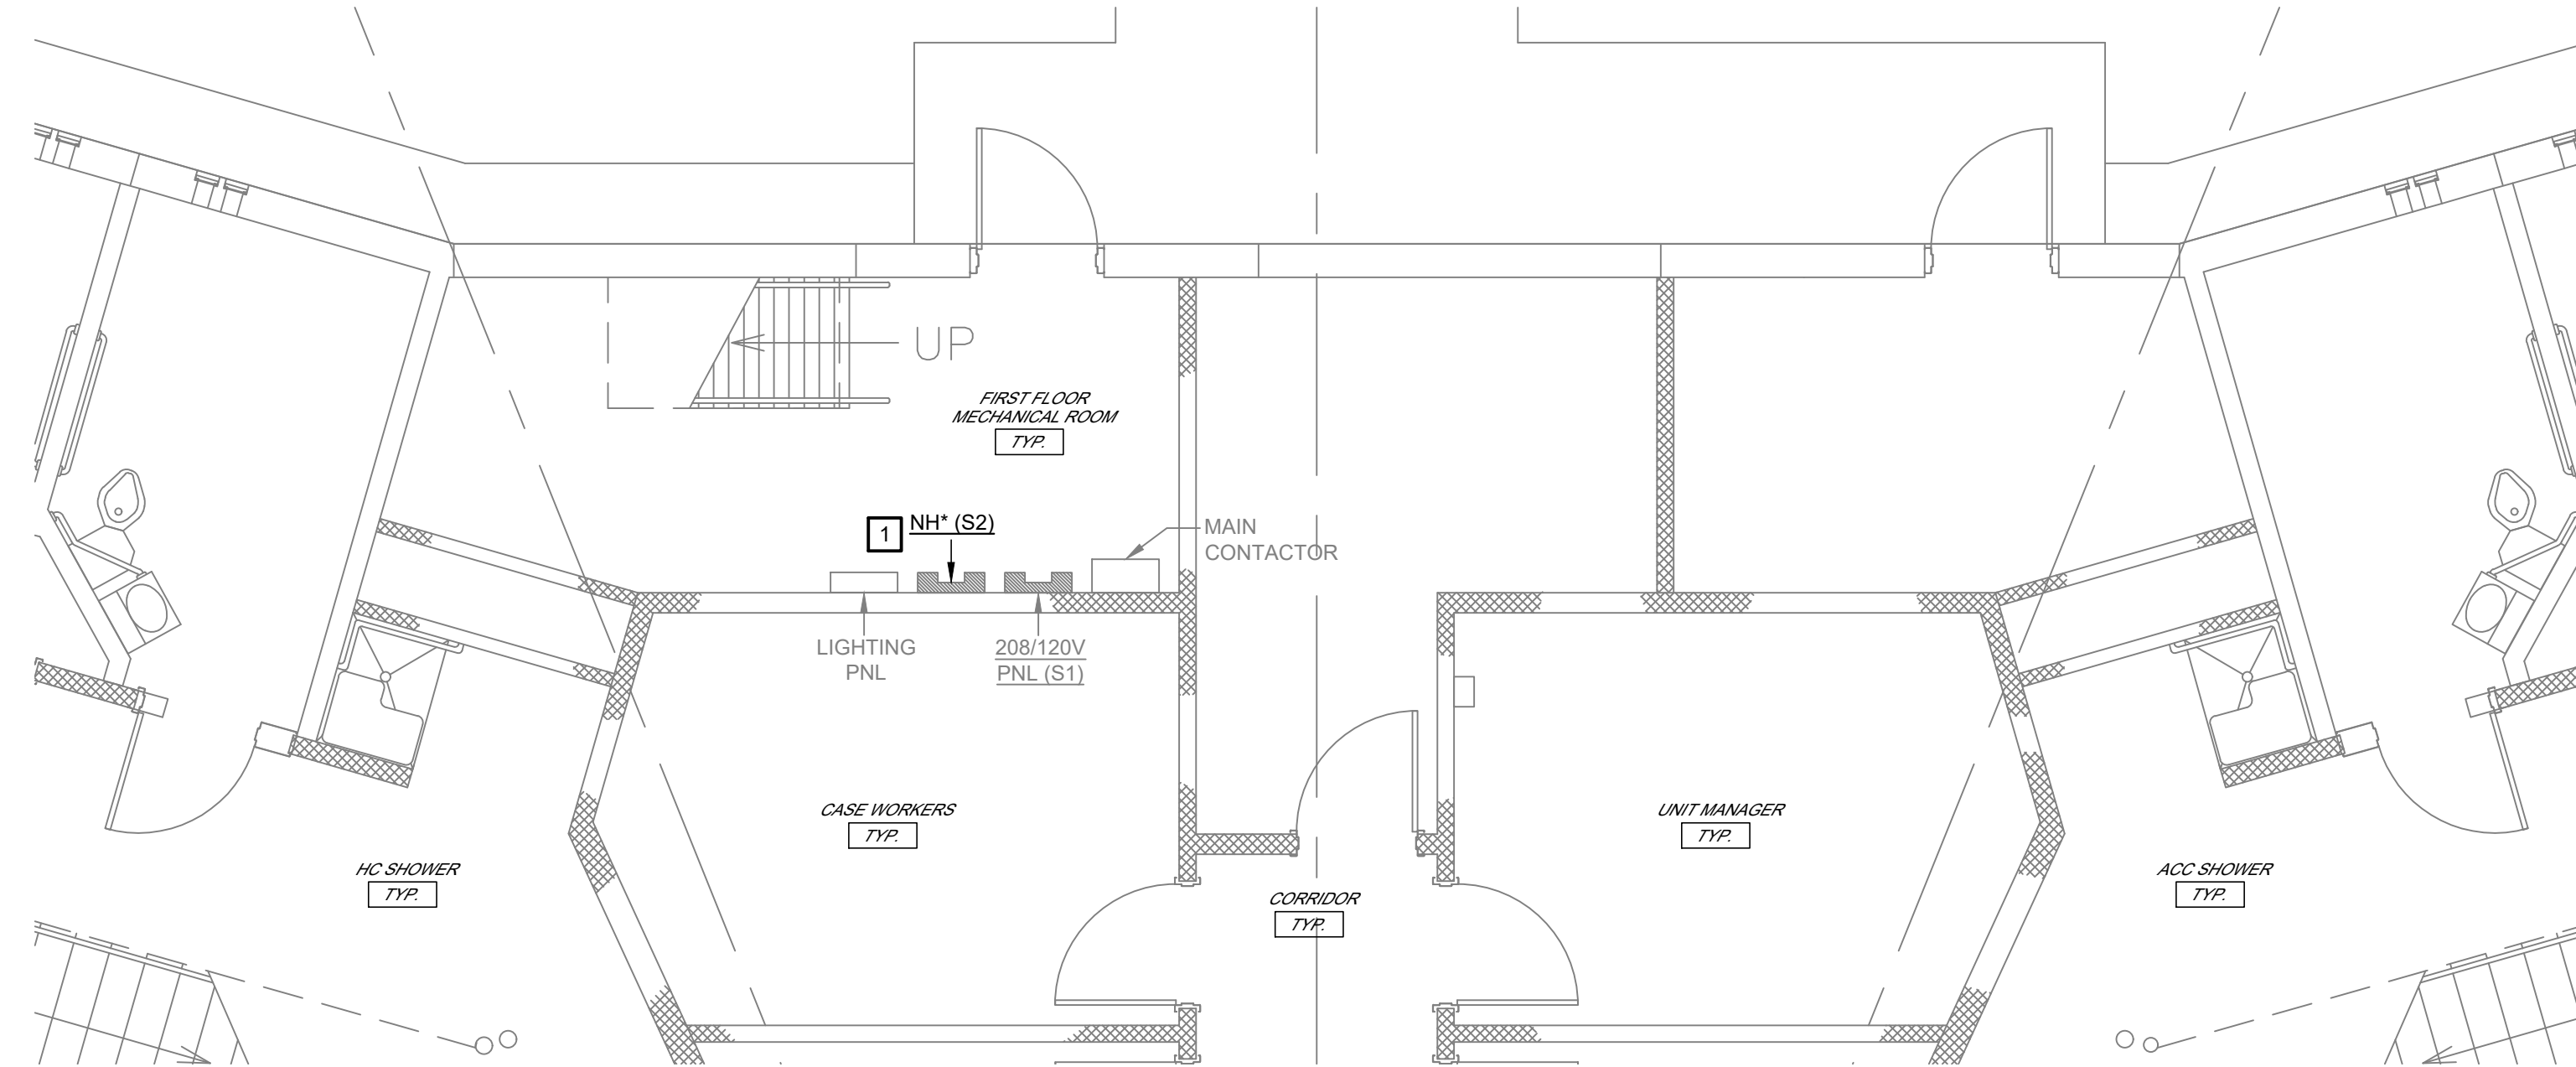 UP
FIRST FLOOR
MECHANICAL ROOM
TYP.
1
NH* (S2)
MAIN
CONTACTOR
LIGHTING
PNL
208/120V
PNL (S1)
CASE WORKERS
TYP.
UNIT MANAGER
TYP.
HC SHOWER
TYP.
CORRIDOR
TYP.
ACC SHOWER
TYP.